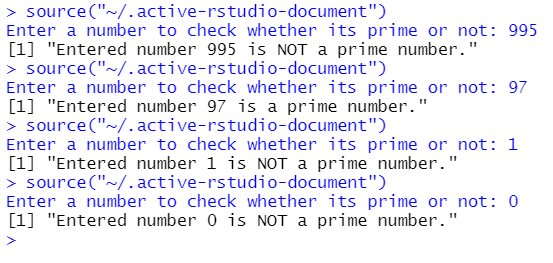 > source("~/.active-rstudio-document")
Enter a number to check whether its prime or not: 995
[1] "Entered number 995 is NOT a prime number."
> source("~/.active-rstudio-document")
Enter a number to check whether its prime or not: 97
[1] "Entered number 97 is a prime number."
> source("~/.active-rstudio-document")
Enter a number to check whether its prime or not: 1
[1] "Entered number 1 is NOT a prime number."
> source("~/.active-rstudio-document")
Enter a number to check whether its prime or not: 0
[1] "Entered number 0 is NOT a prime number."
>